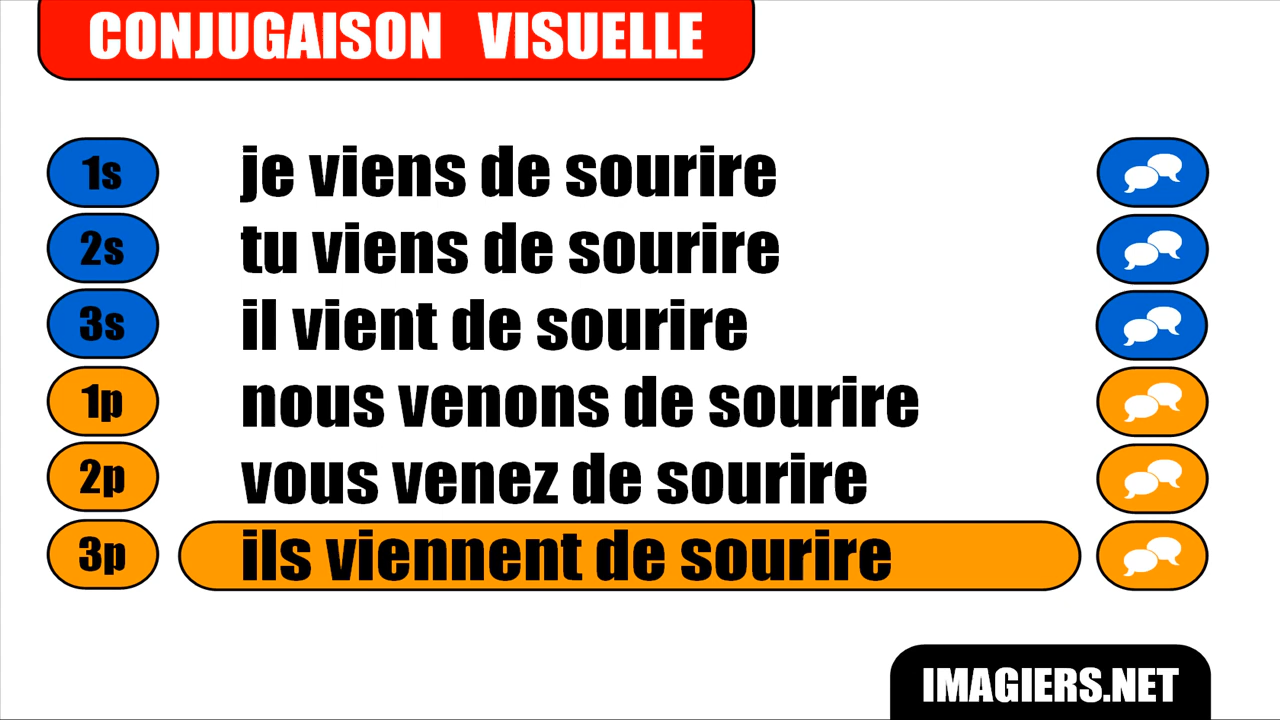 CONJUGAISON VISUELLE
1s je viens de sourire
2s tu viens de sourire
3s il vient de sourire
1p nous venons de sourire
2p vous venez de sourire
3p ils viennent de sourire
IMAGIERS.NET